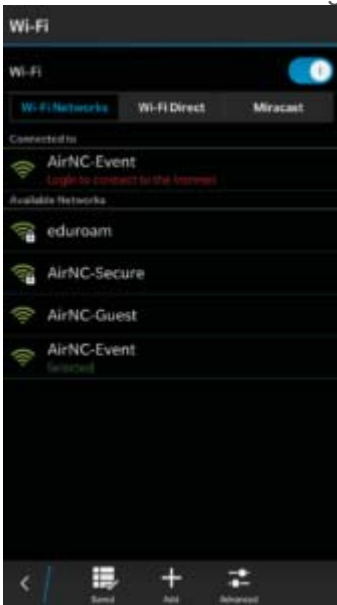 Wi-Fi
Wi-Fi
Wi-Fi Networks Wi-Fi Direct Miracast
Connected to
AirNC-Event
Login to connect to the Internet
Available Networks
eduroam
AirNC-Secure
AirNC-Guest
AirNC-Event
Selected
Saved Add Advanced